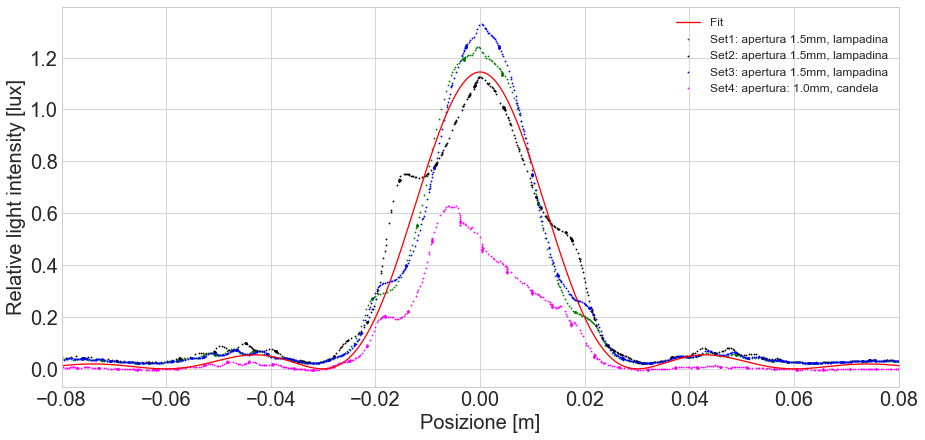 Relative light intensity [lux]
1.2
1.0
0.8
0.6
0.4
0.2
0.0
Fit
Set1: apertura 1.5mm, lampadina
Set2: apertura 1.5mm, lampadina
Set3: apertura 1.5mm, lampadina
Set4: apertura: 1.0mm, candela
−0.08 −0.06 −0.04 −0.02 0.00 0.02 0.04 0.06 0.08
Posizione [m]